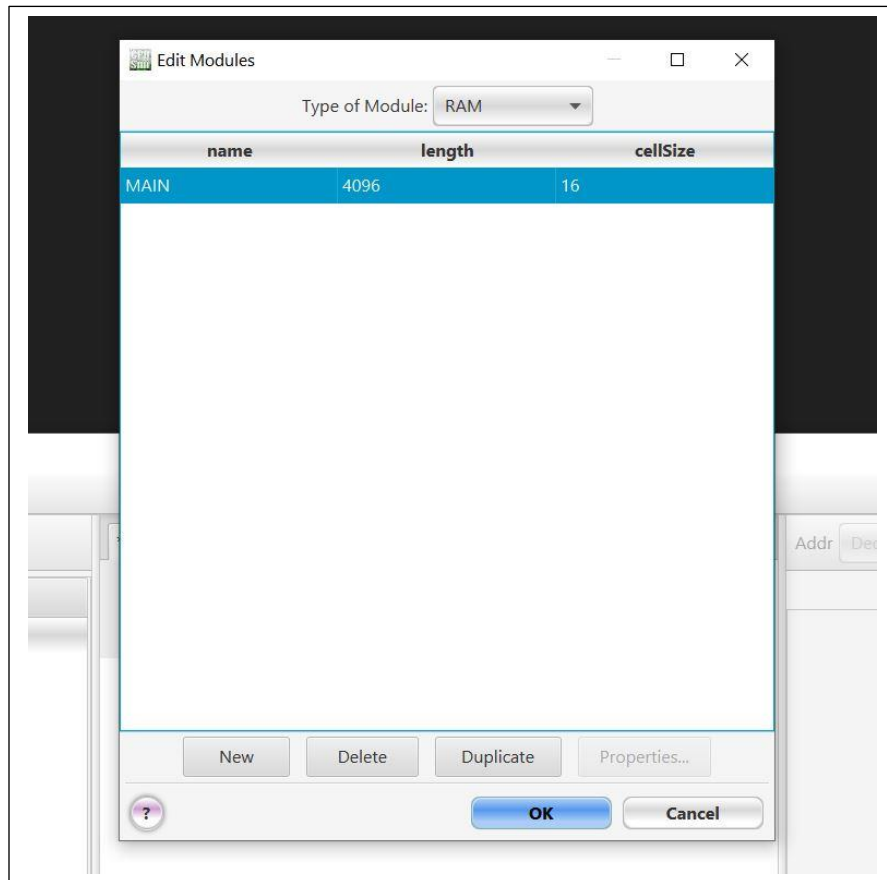 Edit Modules
Type of Module: RAM
name length cellSize
MAIN 4096 16
Addr Dec
New Delete Duplicate Properties...
? OK Cancel